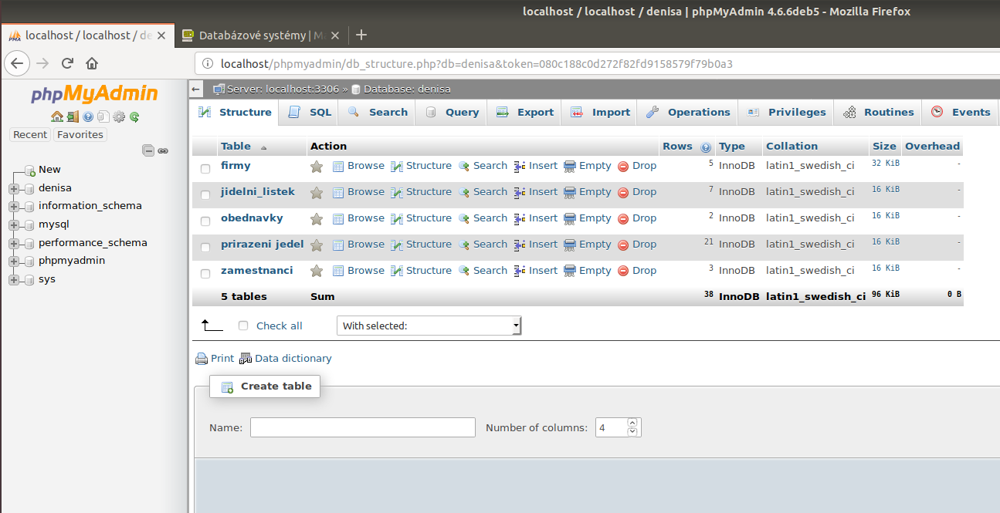 localhost / localhost / denisa | phpMyAdmin 4.6.6deb5 - Mozilla Firefox
localhost / localhost / de
Databázové systémy | Ma
localhost/phpmyadmin/db_structure.php?db=denisa&token=080c188c0d272f82fd9158579f79b0a3
phpMyAdmin
Recent Favorites
New
denisa
information_schema
mysql
performance_schema
phpmyadmin
sys
Server: localhost:3306 » Database: denisa
Structure SQL Search Query Export Import Operations Privileges Routines Events
Table Action Rows Type Collation Size Overhead
firmy Browse Structure Search Insert Empty Drop 5 InnoDB latin1_swedish_ci 32 KiB -
jidelni_listek Browse Structure Search Insert Empty Drop 7 InnoDB latin1_swedish_ci 16 KiB -
obednavky Browse Structure Search Insert Empty Drop 2 InnoDB latin1_swedish_ci 16 KiB -
prirazeni jedel Browse Structure Search Insert Empty Drop 21 InnoDB latin1_swedish_ci 16 KiB -
zamestnanci Browse Structure Search Insert Empty Drop 3 InnoDB latin1_swedish_ci 16 KiB -
5 tables Sum 38 InnoDB latin1_swedish_ci 96 KiB 0 B
Check all With selected:
Print Data dictionary
Create table
Name: Number of columns: 4